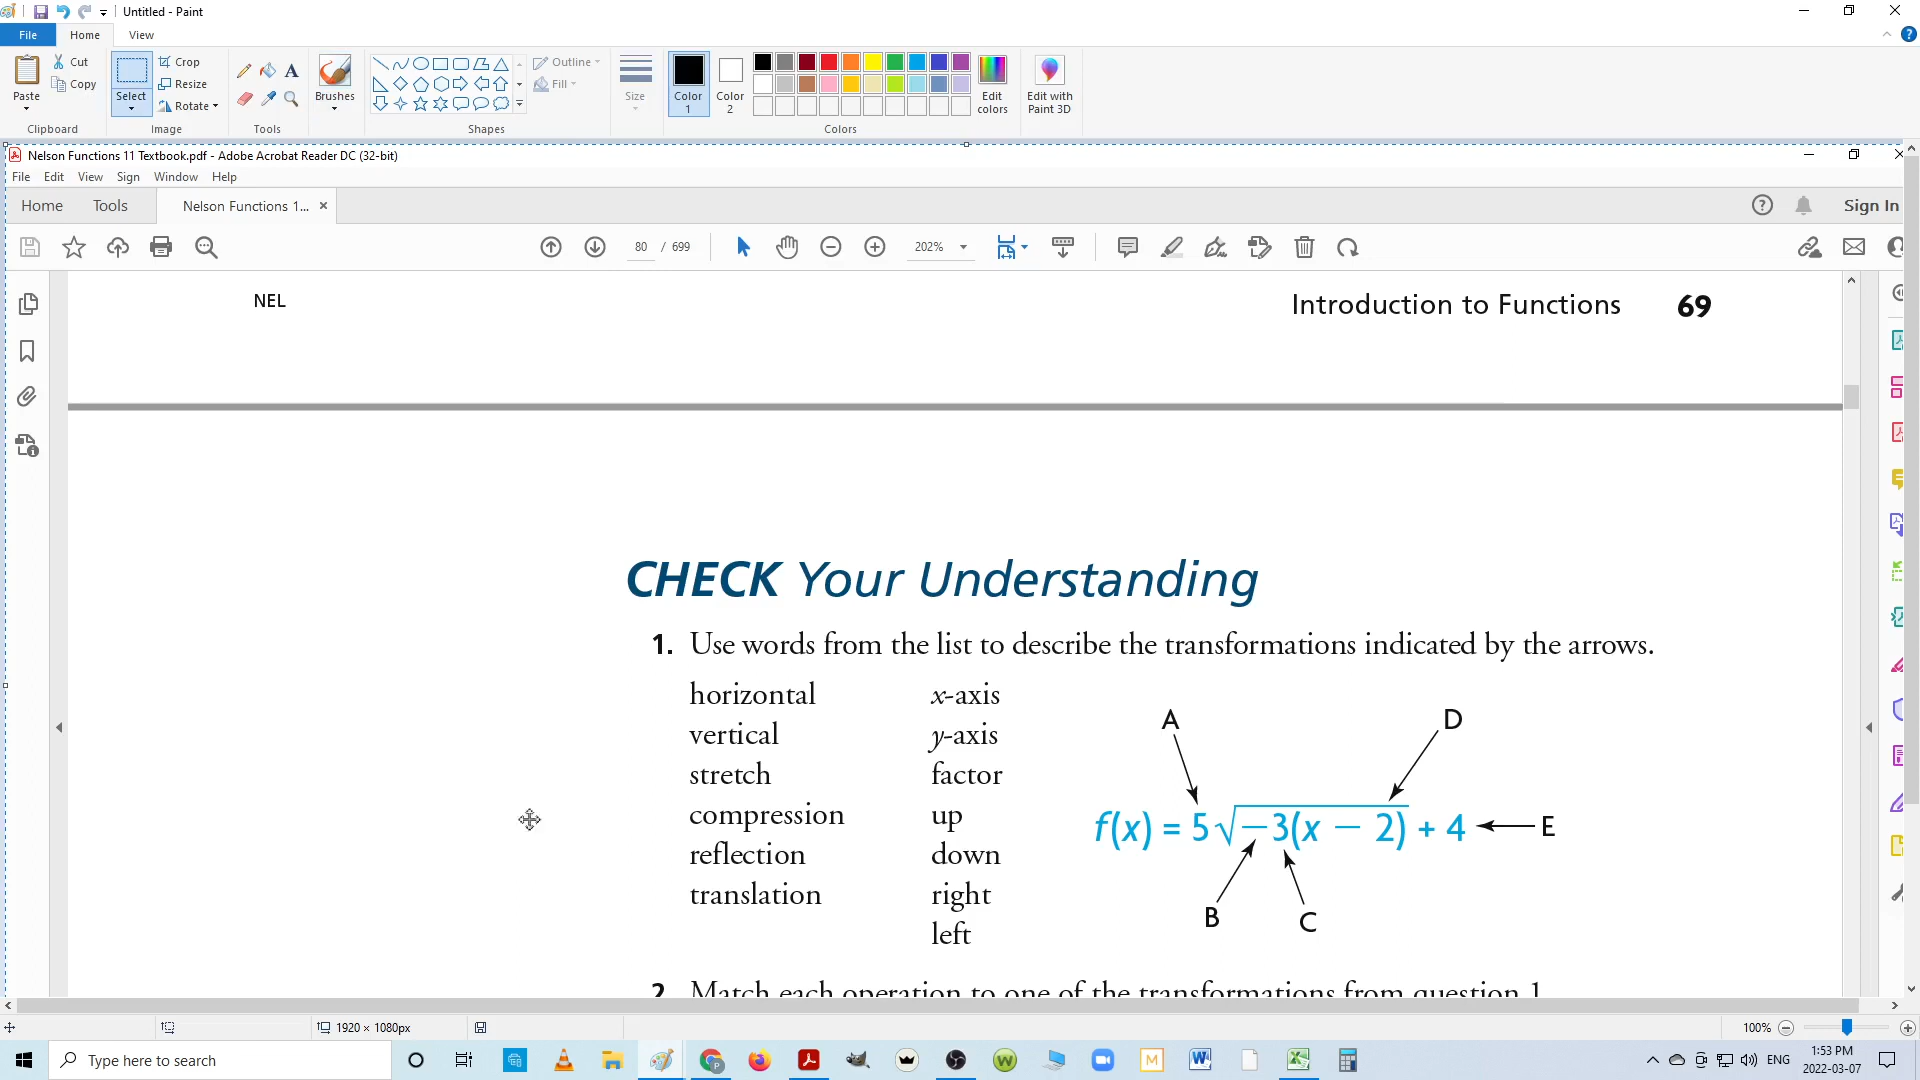 Untitled - Paint
File Home View
Paste Cut Copy Clipboard
Select Crop Resize Rotate Image
Tools
Brushes
Outline Fill Shapes
Size
Color 1 Color 2 Edit colors Colors
Edit with Paint 3D
Nelson Functions 11 Textbook.pdf - Adobe Acrobat Reader DC (32-bit)
File Edit View Sign Window Help
Home Tools Nelson Functions 1... × Sign In
80 / 699 202%
NEL Introduction to Functions 69
CHECK Your Understanding
1. Use words from the list to describe the transformations indicated by the arrows.
horizontal x-axis
vertical y-axis
stretch factor
compression up
reflection down
translation right
left
A D
f(x) = 5√−3(x − 2) + 4 E
B C
2 Match each operation to one of the transformations from question 1
1920 × 1080px 100%
Type here to search
ENG 1:53 PM
2022-03-07